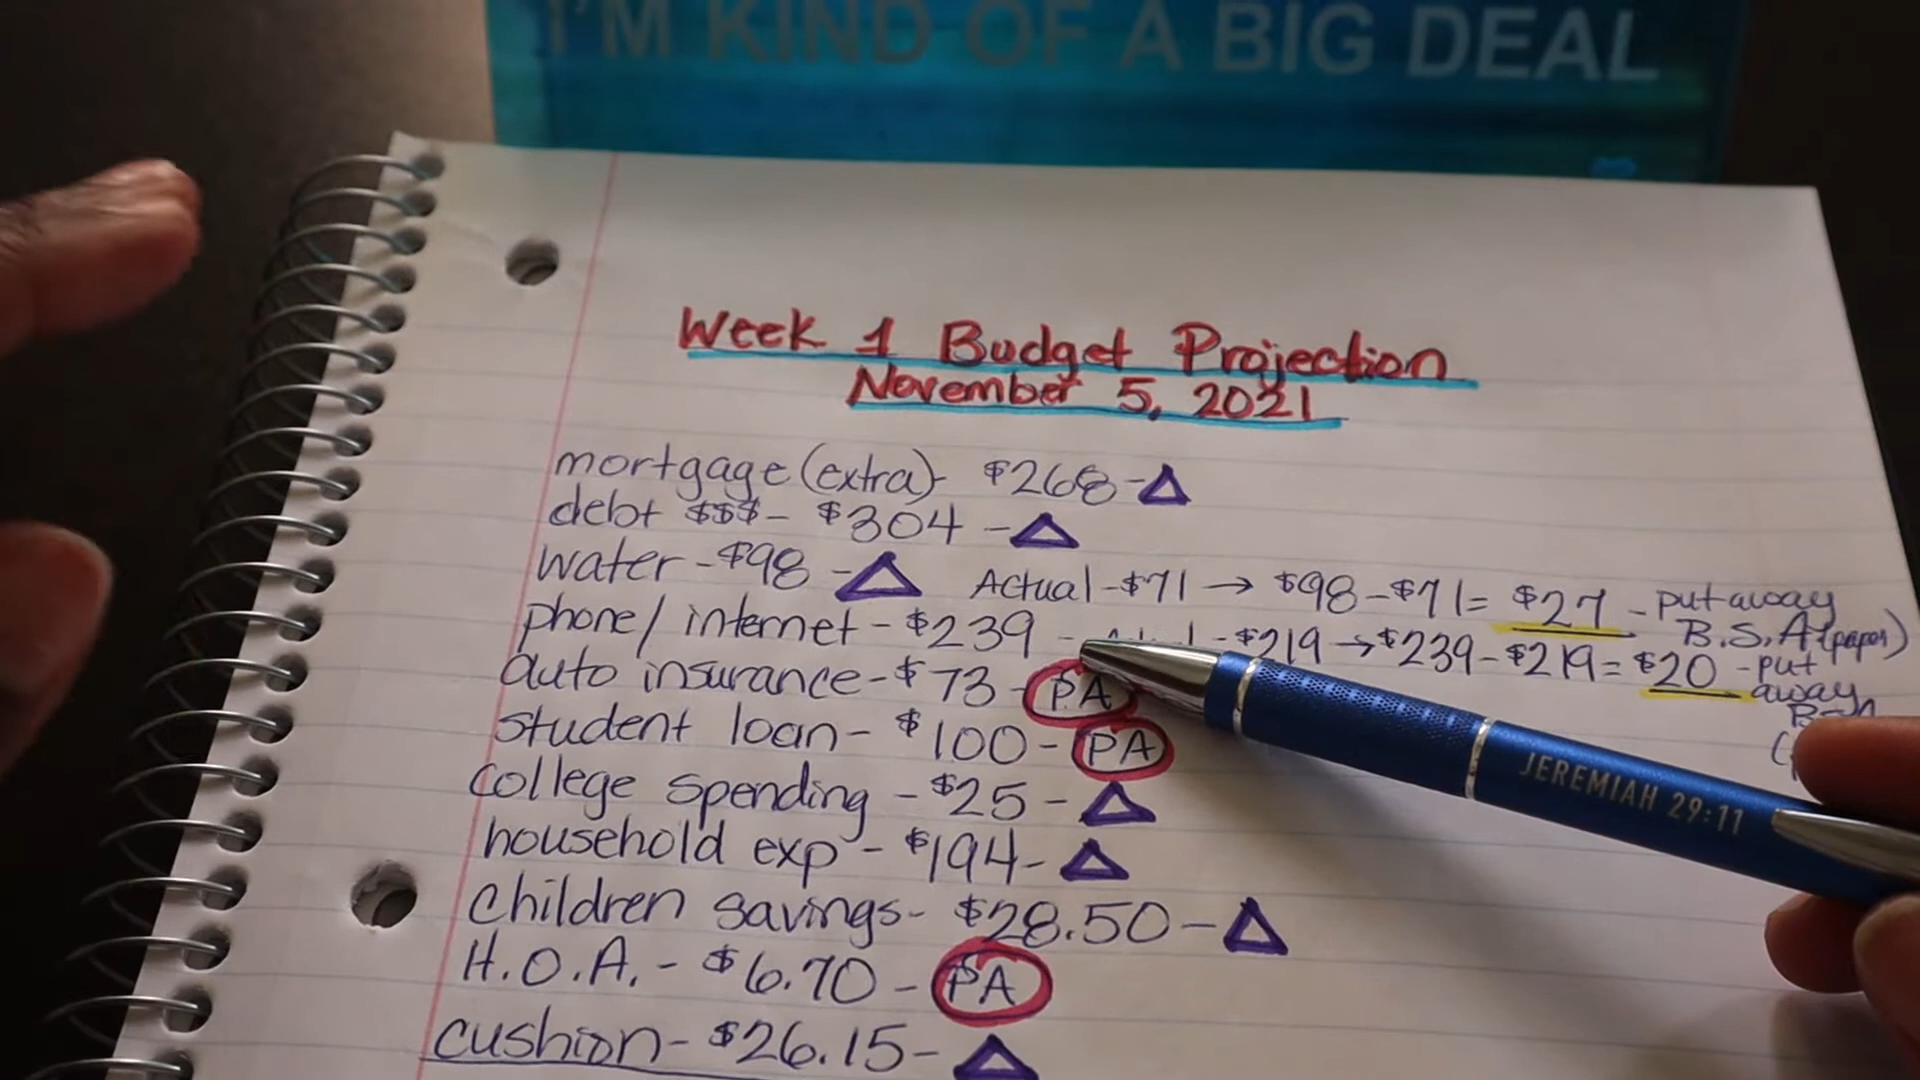 I'M KIND OF A BIG DEAL
Week 1 Budget Projection
November 5, 2021
mortgage (extra)- $268-
debt $$$- $304 -
water-$98 - Actual-$71 → $98-$71= $27 - put away
B.S.A (paper)
phone/internet-$239 - -$219→$239-$219=$20 -put
away
auto insurance-$73- PA
student loan- $100- PA
college spending -$25-
household exp - $194-
children savings- $28.50-
H.O.A. - $6.70- PA
cushion- $26.15-
JEREMIAH 29:11